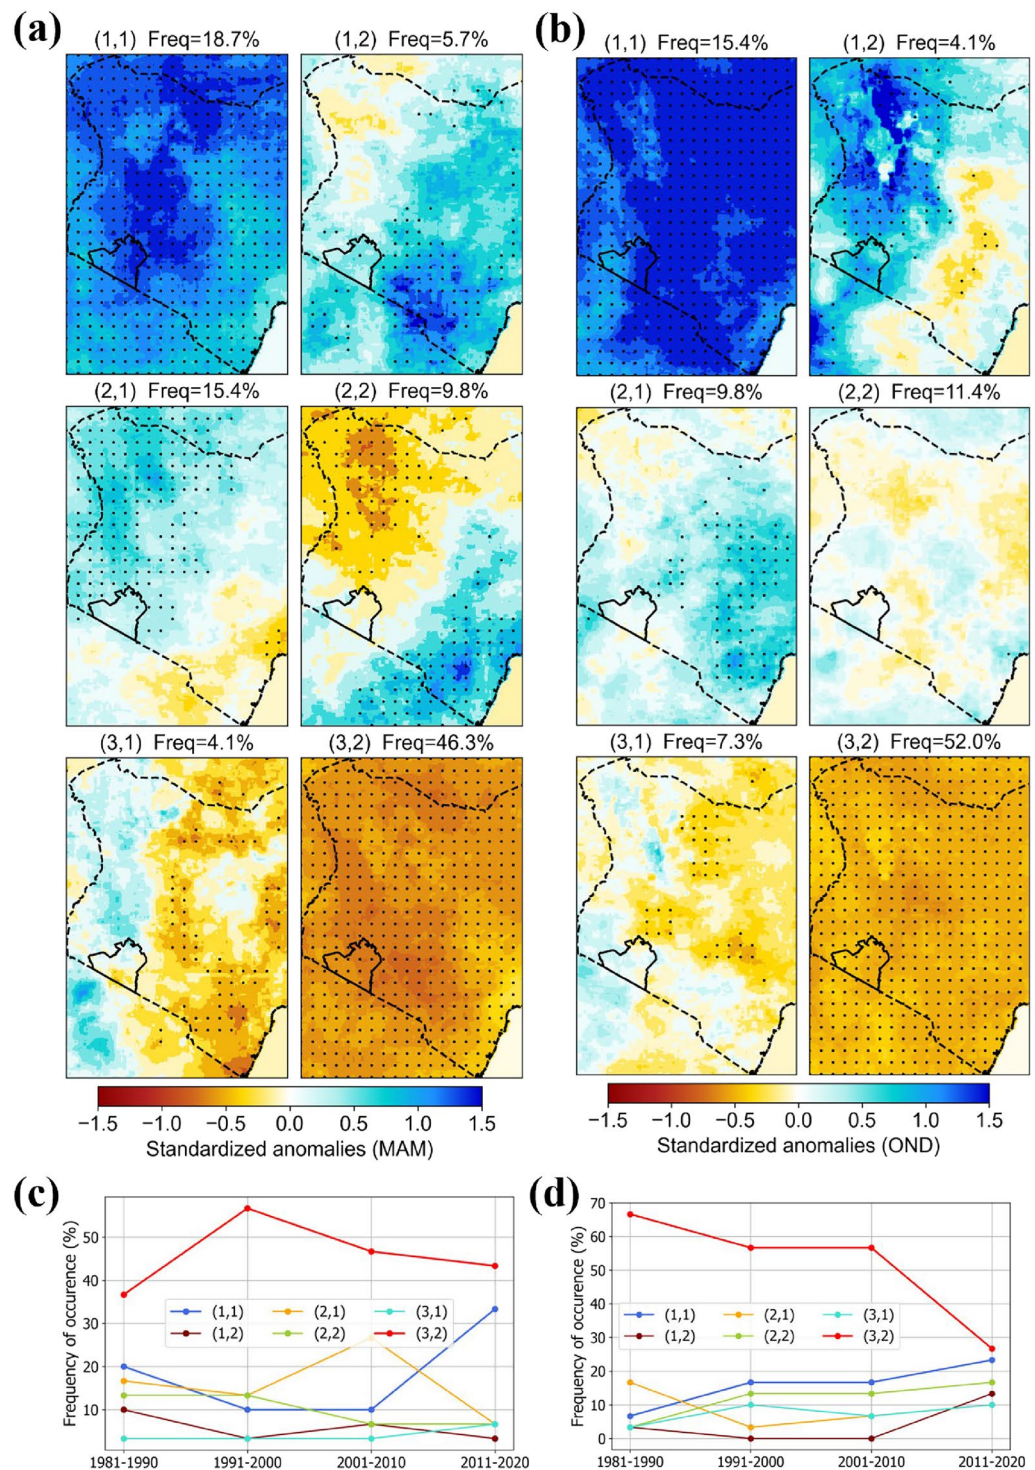 (a)
(b)
(1,1) Freq=18.7%
(1,2) Freq=5.7%
(1,1) Freq=15.4%
(1,2) Freq=4.1%
(2,1) Freq=15.4%
(2,2) Freq=9.8%
(2,1) Freq=9.8%
(2,2) Freq=11.4%
(3,1) Freq=4.1%
(3,2) Freq=46.3%
(3,1) Freq=7.3%
(3,2) Freq=52.0%
−1.5 −1.0 −0.5 0.0 0.5 1.0 1.5
Standardized anomalies (MAM)
−1.5 −1.0 −0.5 0.0 0.5 1.0 1.5
Standardized anomalies (OND)
(c)
Frequency of occurence (%)
50
40
30
20
10
(1,1) (2,1) (3,1)
(1,2) (2,2) (3,2)
1981-1990 1991-2000 2001-2010 2011-2020
(d)
Frequency of occurence (%)
70
60
50
40
30
20
10
0
(1,1) (2,1) (3,1)
(1,2) (2,2) (3,2)
1981-1990 1991-2000 2001-2010 2011-2020